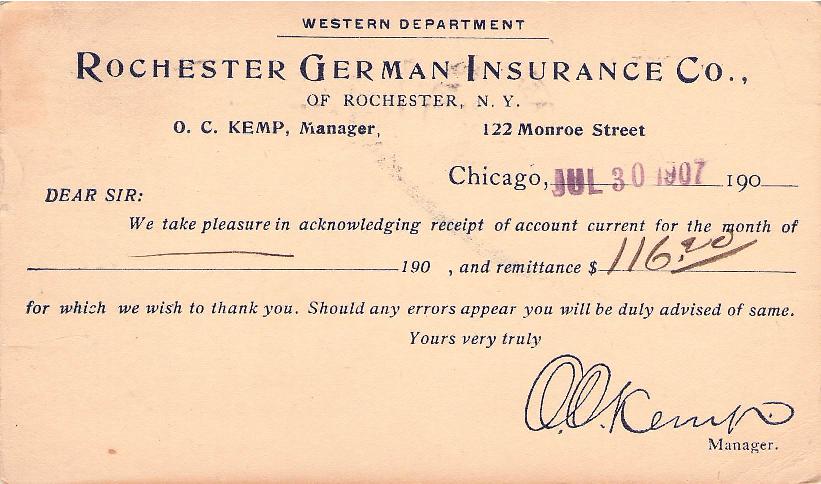 WESTERN DEPARTMENT
ROCHESTER GERMAN INSURANCE CO.,
OF ROCHESTER, N. Y.
O. C. KEMP, Manager, 122 Monroe Street
Chicago, JUL 30 1907 190
DEAR SIR:
We take pleasure in acknowledging receipt of account current for the month of
190 , and remittance $ 116.20
for which we wish to thank you. Should any errors appear you will be duly advised of same.
Yours very truly
O.C. Kemp.
Manager.